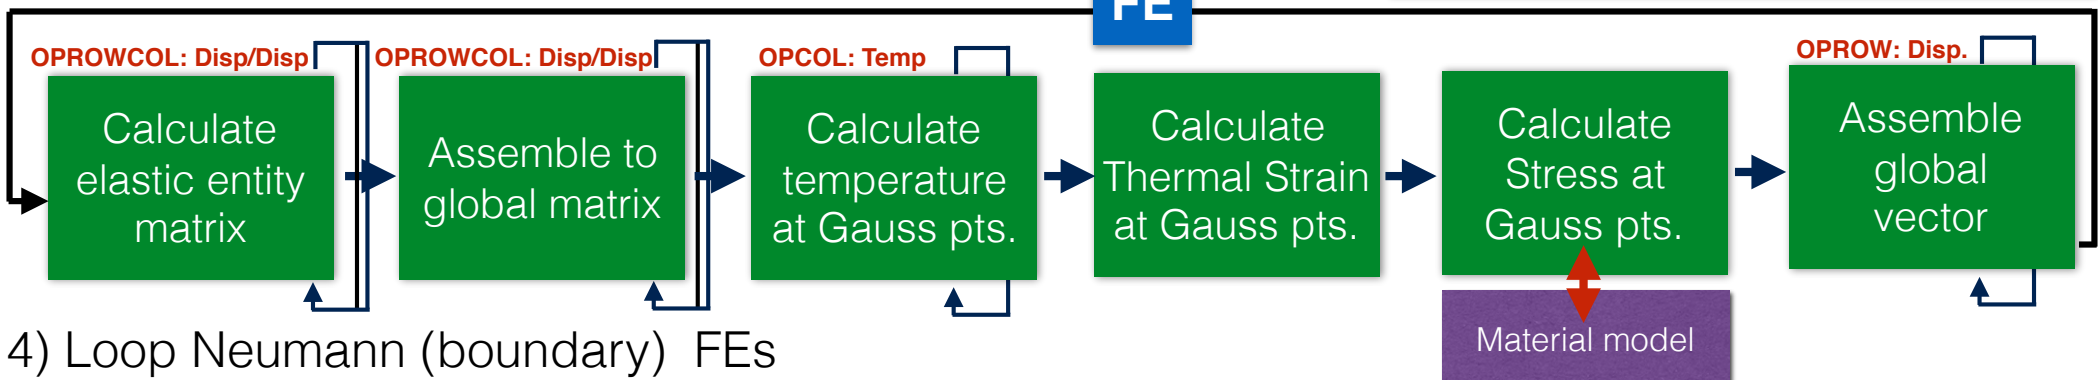 FE
OPROWCOL: Disp/Disp
OPROWCOL: Disp/Disp
OPCOL: Temp
OPROW: Disp.
Calculate
elastic entity
matrix
Assemble to
global matrix
Calculate
temperature
at Gauss pts.
Calculate
Thermal Strain
at Gauss pts.
Calculate
Stress at
Gauss pts.
Assemble
global
vector
Material model
4) Loop Neumann (boundary) FEs